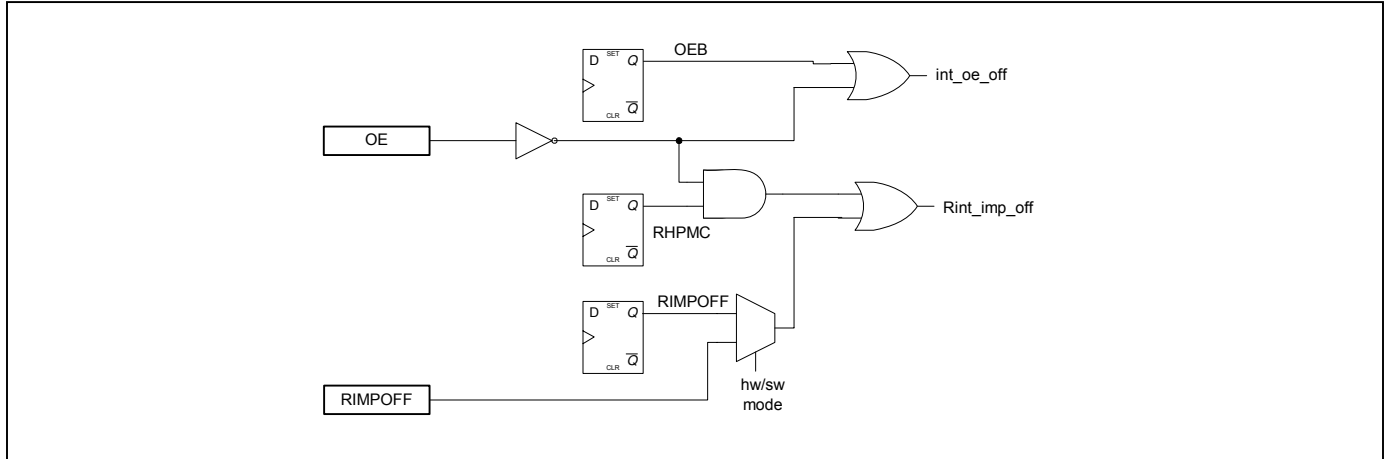 OEB
D SET Q
Q
CLR
int_oe_off
OE
D SET Q
Q
CLR
RHPMC
Rint_imp_off
RIMPOFF
D SET Q
Q
CLR
hw/sw
mode
RIMPOFF